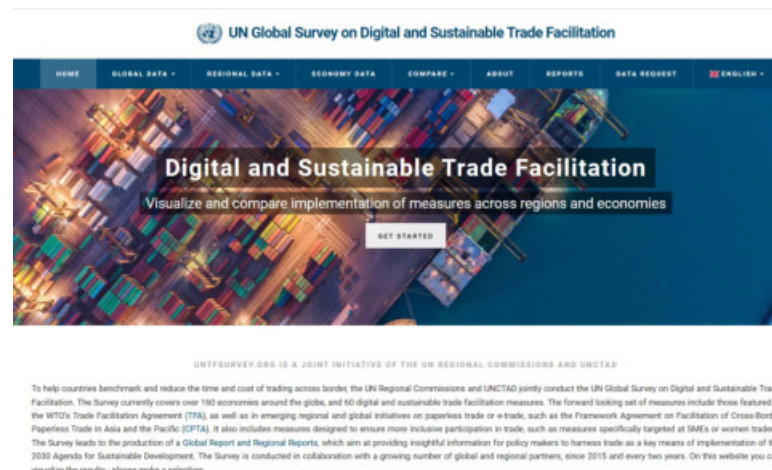 UN Global Survey on Digital and Sustainable Trade Facilitation
HOME GLOBAL DATA REGIONAL DATA ECONOMY DATA COMPARE ABOUT REPORTS DATA REQUEST ENGLISH
Digital and Sustainable Trade Facilitation
Visualize and compare implementation of measures across regions and economies
GET STARTED
UNTFSURVEY.ORG IS A JOINT INITIATIVE OF THE UN REGIONAL COMMISSIONS AND UNCTAD
To help countries benchmark and reduce the time and cost of trading across border, the UN Regional Commissions and UNCTAD jointly conduct the UN Global Survey on Digital and Sustainable Tra
Facilitation. The Survey currently covers over 160 economies around the globe, and 60 digital and sustainable trade facilitation measures. The forward looking set of measures include those featured
the WTO's Trade Facilitation Agreement (TFA), as well as in emerging regional and global initiatives on paperless trade or e-trade, such as the Framework Agreement on Facilitation of Cross-Bord
Paperless Trade in Asia and the Pacific (CPTA). It also includes measures designed to ensure more inclusive participation in trade, such as measures specifically targeted at SMEs or women trader
The Survey leads to the production of a Global Report and Regional Reports, which aim at providing insightful information for policy makers to harness trade as a key means of implementation of t
2030 Agenda for Sustainable Development. The Survey is conducted in collaboration with a growing number of global and regional partners, since 2015 and every two years. On this website you c
visualize the results - please make a selection